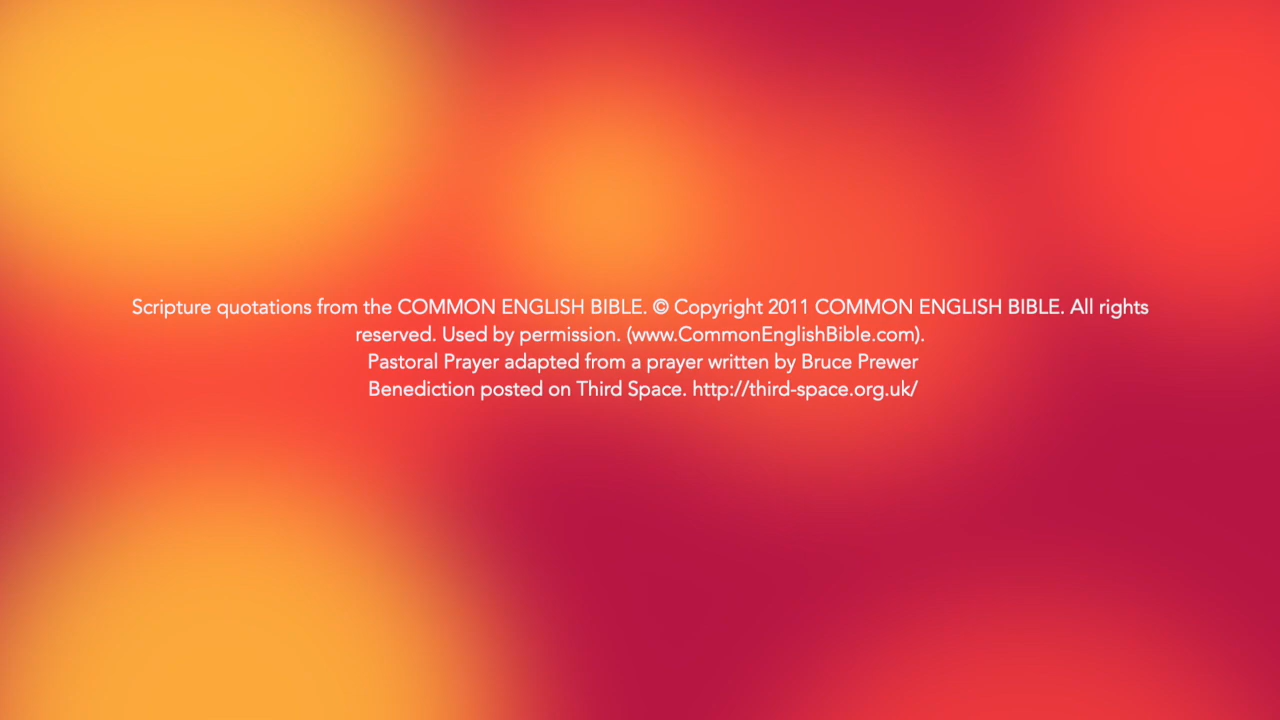 Scripture quotations from the COMMON ENGLISH BIBLE. © Copyright 2011 COMMON ENGLISH BIBLE. All rights
reserved. Used by permission. (www.CommonEnglishBible.com).
Pastoral Prayer adapted from a prayer written by Bruce Prewer
Benediction posted on Third Space. http://third-space.org.uk/